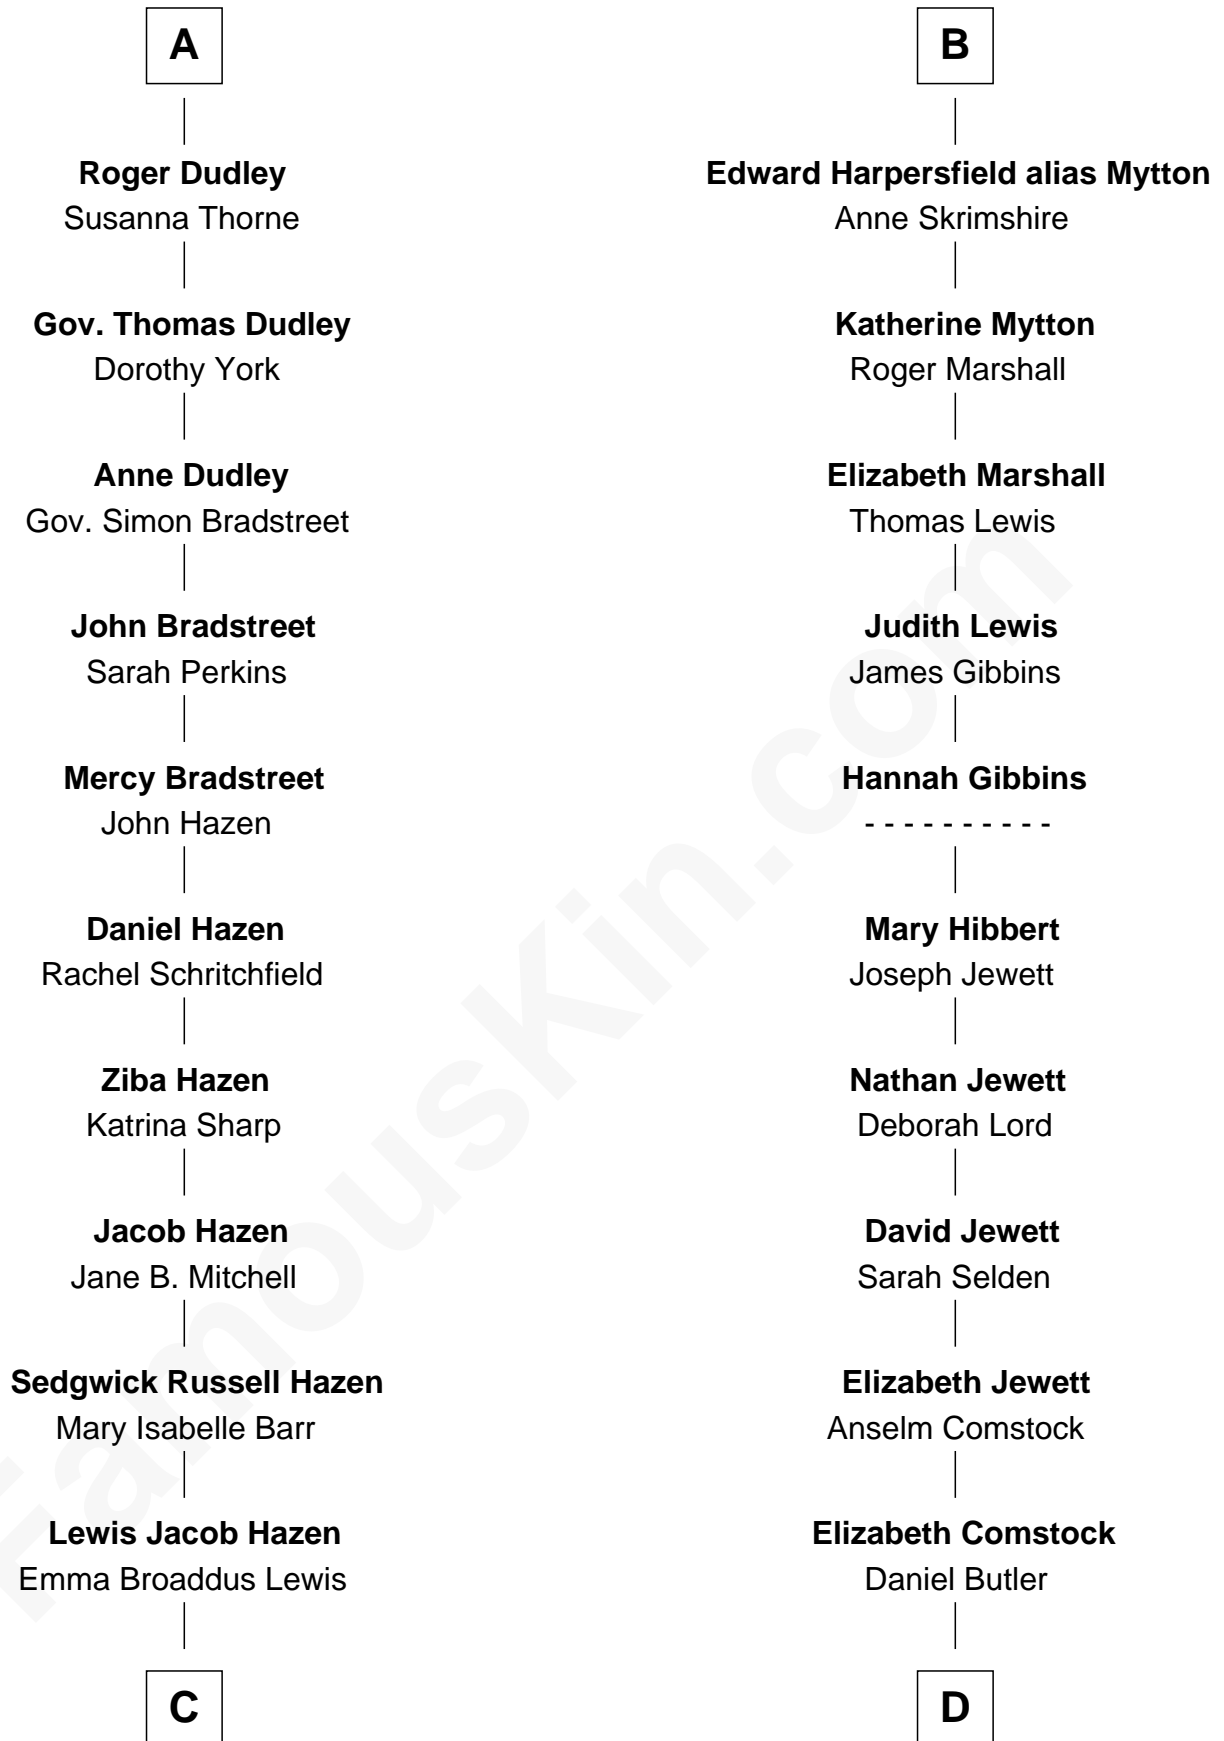 A
Roger Dudley
Susanna Thorne
Gov. Thomas Dudley
Dorothy York
Anne Dudley
Gov. Simon Bradstreet
John Bradstreet
Sarah Perkins
Mercy Bradstreet
John Hazen
Daniel Hazen
Rachel Schritchfield
Ziba Hazen
Katrina Sharp
Jacob Hazen
Jane B. Mitchell
Sedgwick Russell Hazen
Mary Isabelle Barr
Lewis Jacob Hazen
Emma Broaddus Lewis
C
B
Edward Harpersfield alias Mytton
Anne Skrimshire
Katherine Mytton
Roger Marshall
Elizabeth Marshall
Thomas Lewis
Judith Lewis
James Gibbins
Hannah Gibbins
- - - - - - - - - -
Mary Hibbert
Joseph Jewett
Nathan Jewett
Deborah Lord
David Jewett
Sarah Selden
Elizabeth Jewett
Anselm Comstock
Elizabeth Comstock
Daniel Butler
D
FamousKin.com